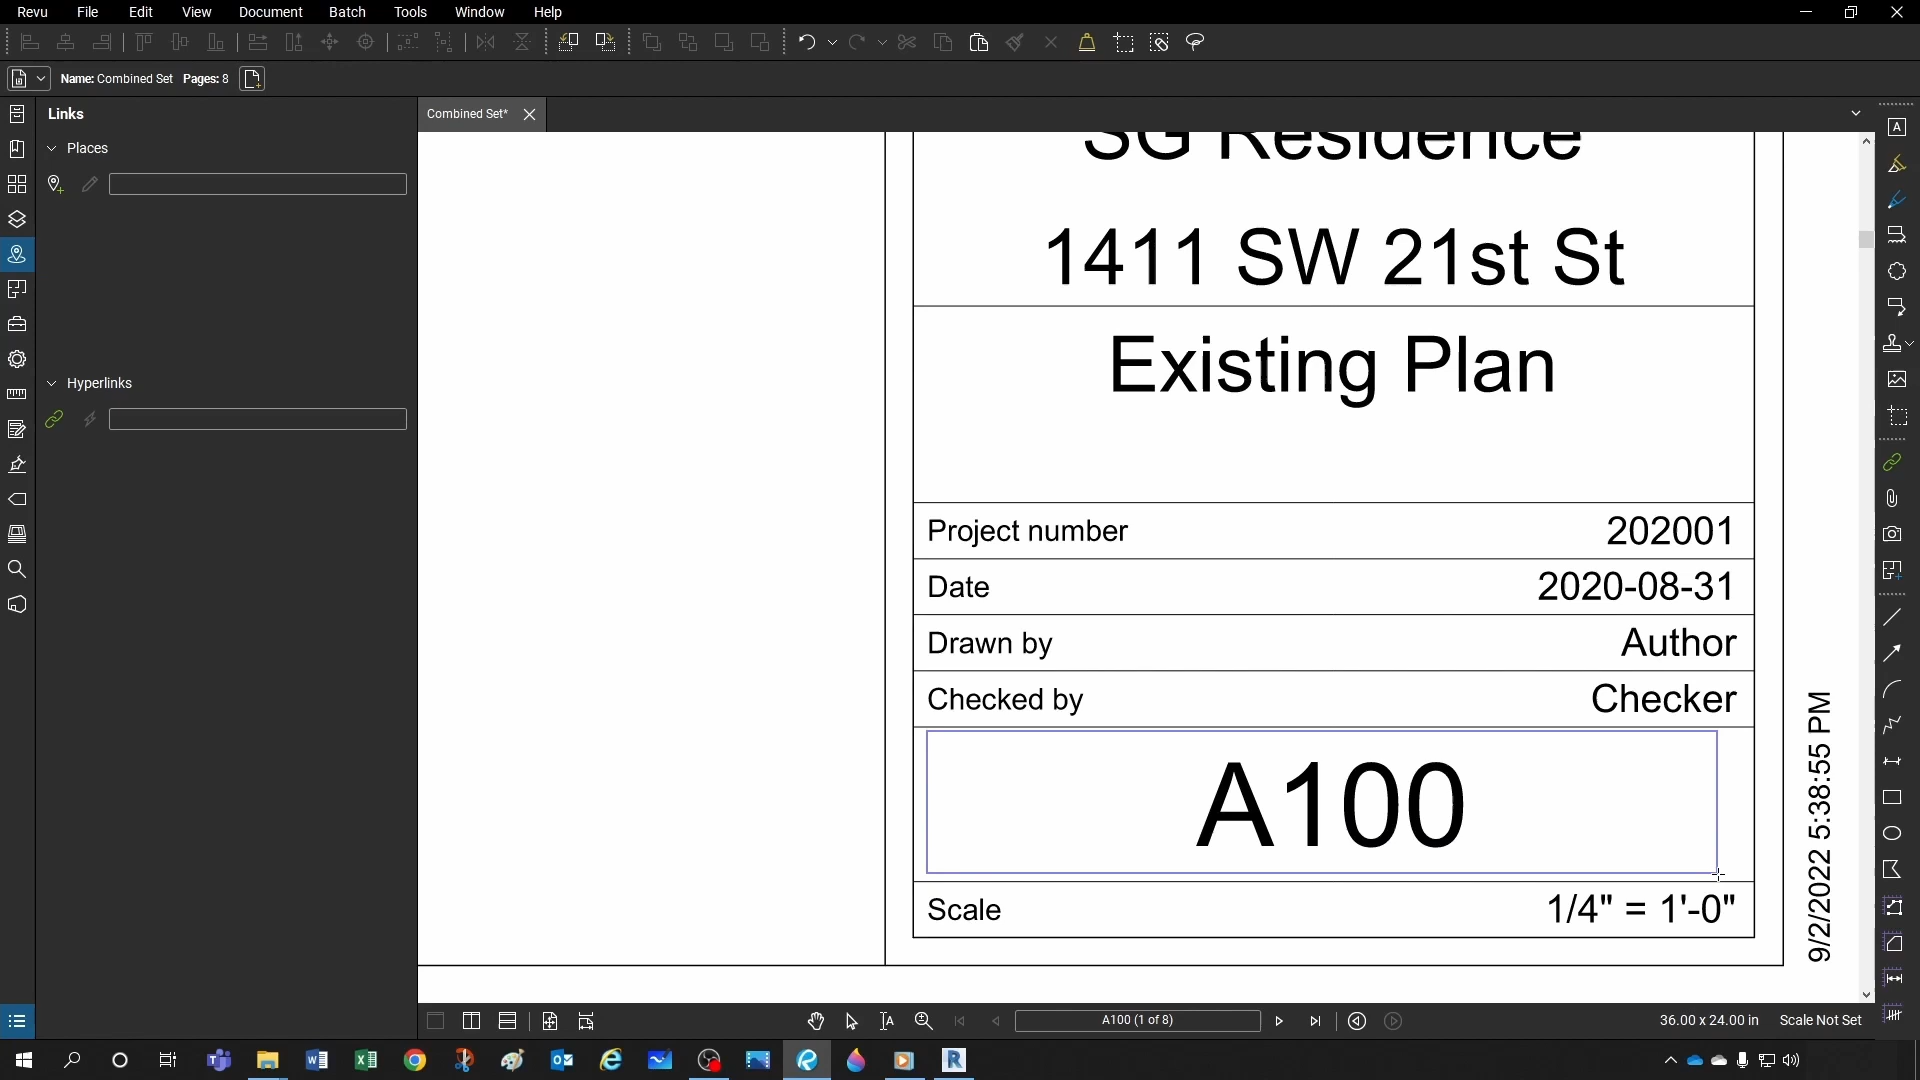 Revu File Edit View Document Batch Tools Window Help
Name: Combined Set Pages: 8
Links
Places
Hyperlinks
Combined Set*
SG Residence
1411 SW 21st St
Existing Plan
Project number 202001
Date 2020-08-31
Drawn by Author
Checked by Checker
A100
Scale 1/4" = 1'-0"
9/2/2022 5:38:55 PM
A100 (1 of 8)
36.00 x 24.00 in Scale Not Set